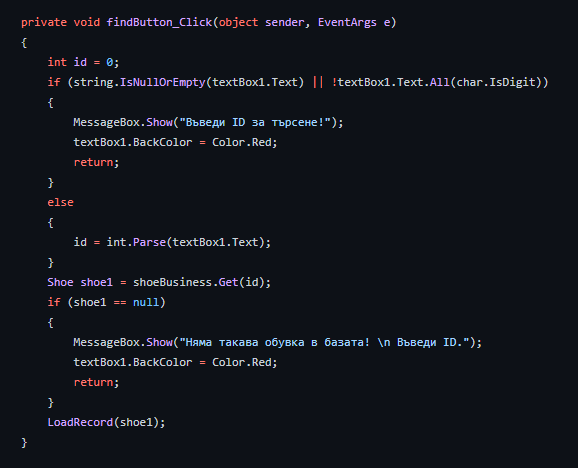 private void findButton_Click(object sender, EventArgs e)
{
int id = 0;
if (string.IsNullOrEmpty(textBox1.Text) || !textBox1.Text.All(char.IsDigit))
{
MessageBox.Show("Въведи ID за търсене!");
textBox1.BackColor = Color.Red;
return;
}
else
{
id = int.Parse(textBox1.Text);
}
Shoe shoe1 = shoeBusiness.Get(id);
if (shoe1 == null)
{
MessageBox.Show("Няма такава обувка в базата! \n Въведи ID.");
textBox1.BackColor = Color.Red;
return;
}
LoadRecord(shoe1);
}